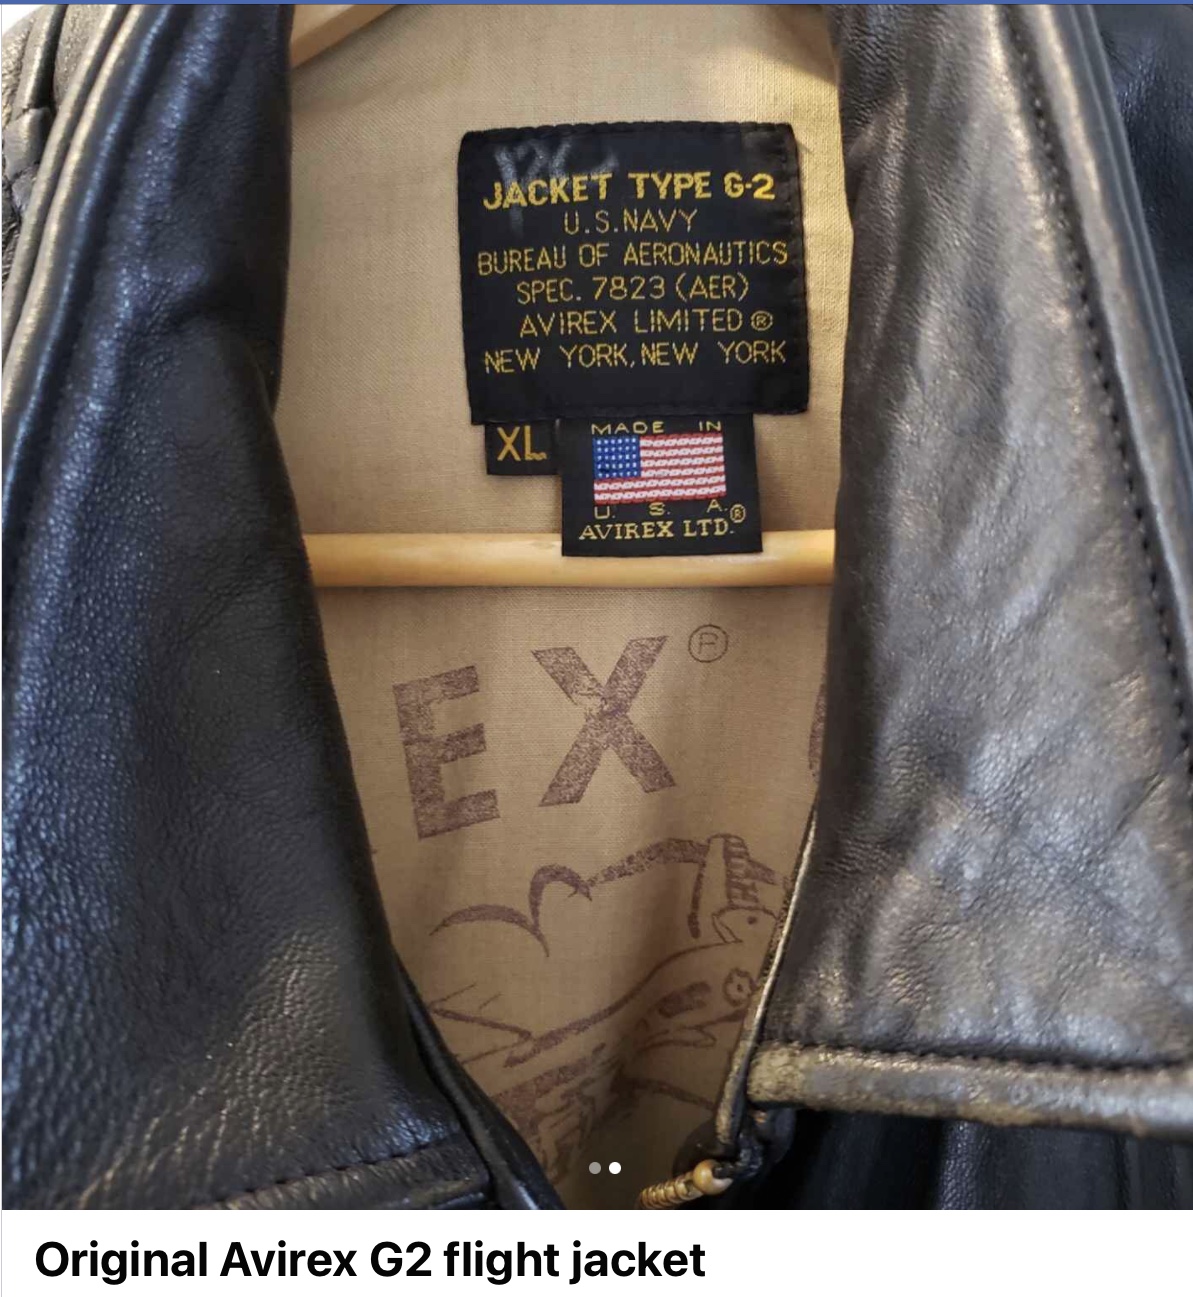 JACKET TYPE G-2
U.S.NAVY
BUREAU OF AERONAUTICS
SPEC. 7823 (AER)
AVIREX LIMITED ®
NEW YORK, NEW YORK
XL
MADE IN
U. S. A.
AVIREX LTD.®
EX®
Original Avirex G2 flight jacket